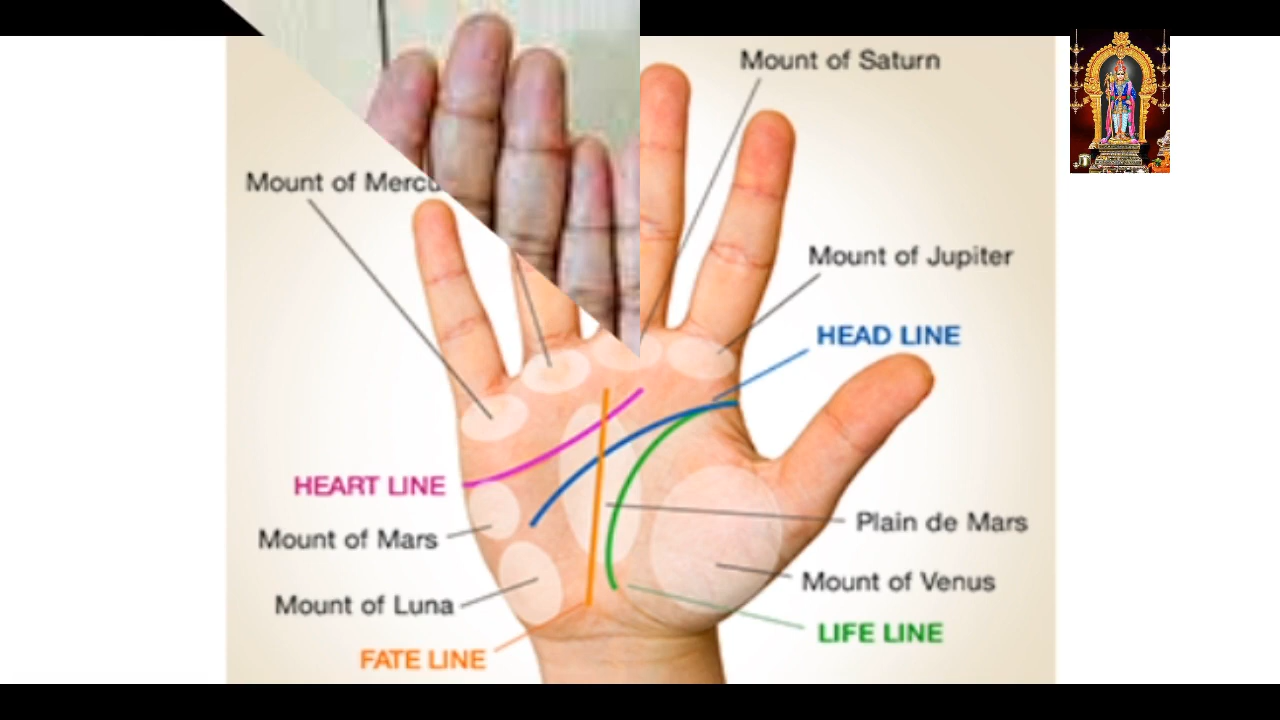 Mount of Saturn
Mount of Mercu
Mount of Jupiter
HEAD LINE
HEART LINE
Plain de Mars
Mount of Mars
Mount of Venus
Mount of Luna
LIFE LINE
FATE LINE